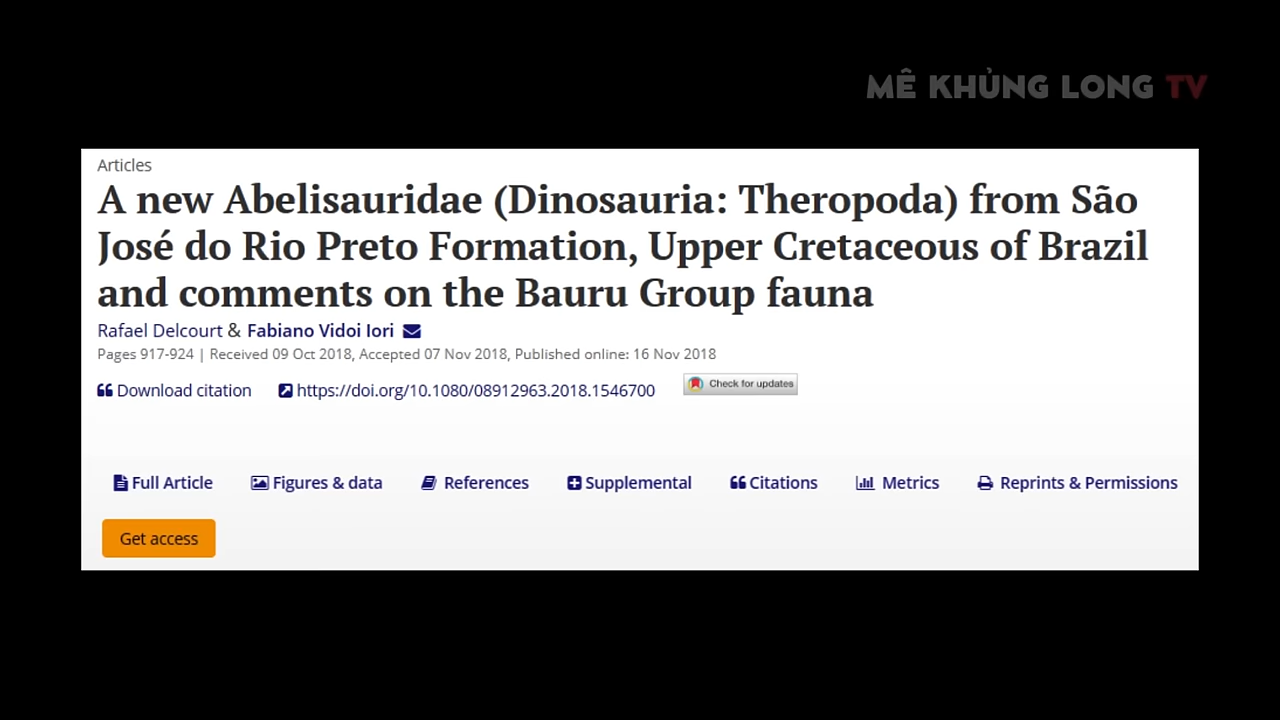 MÊ KHỦNG LONG TV
Articles
A new Abelisauridae (Dinosauria: Theropoda) from São
José do Rio Preto Formation, Upper Cretaceous of Brazil
and comments on the Bauru Group fauna
Rafael Delcourt & Fabiano Vidoi Iori
Pages 917-924 | Received 09 Oct 2018, Accepted 07 Nov 2018, Published online: 16 Nov 2018
Download citation https://doi.org/10.1080/08912963.2018.1546700 Check for updates
Full Article Figures & data References Supplemental Citations Metrics Reprints & Permissions
Get access